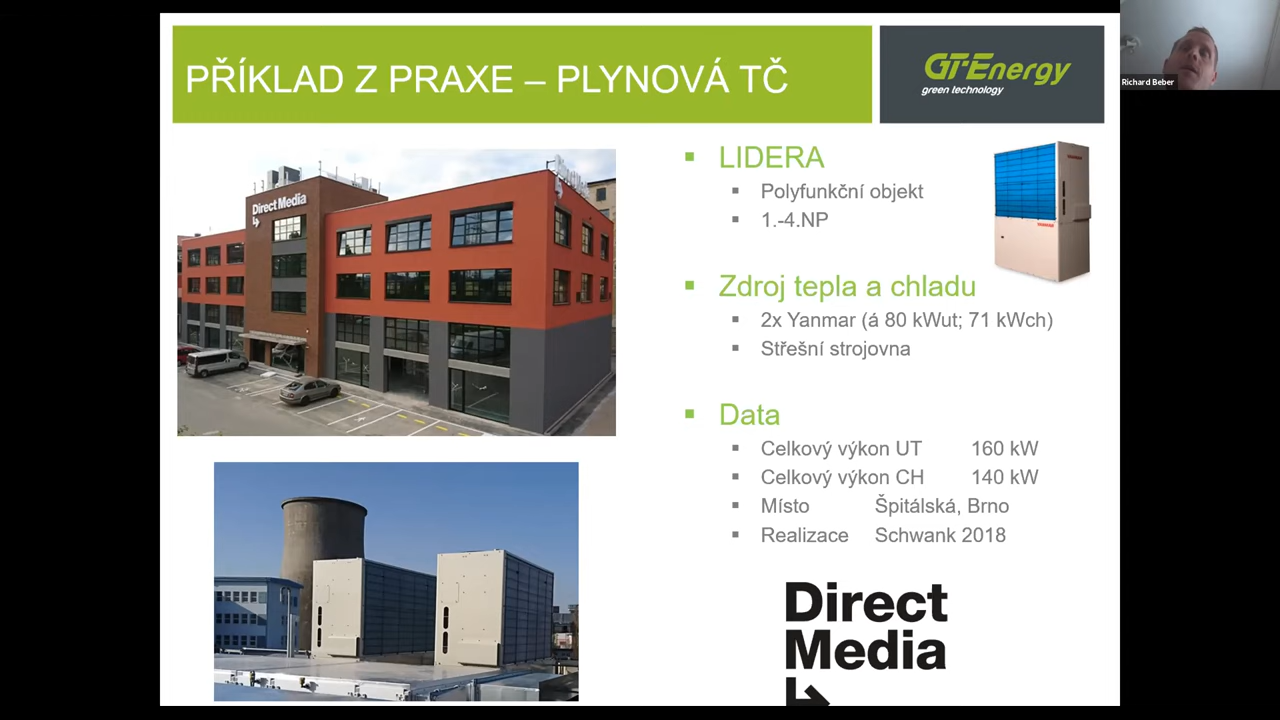 PŘÍKLAD Z PRAXE – PLYNOVÁ TČ
GT-Energy
green technology
Richard Beber
Direct Media
LIDERA
Polyfunkční objekt
1.-4.NP
Zdroj tepla a chladu
2x Yanmar (á 80 kWut; 71 kWch)
Střešní strojovna
Data
Celkový výkon UT 160 kW
Celkový výkon CH 140 kW
Místo Špitálská, Brno
Realizace Schwank 2018
Direct
Media